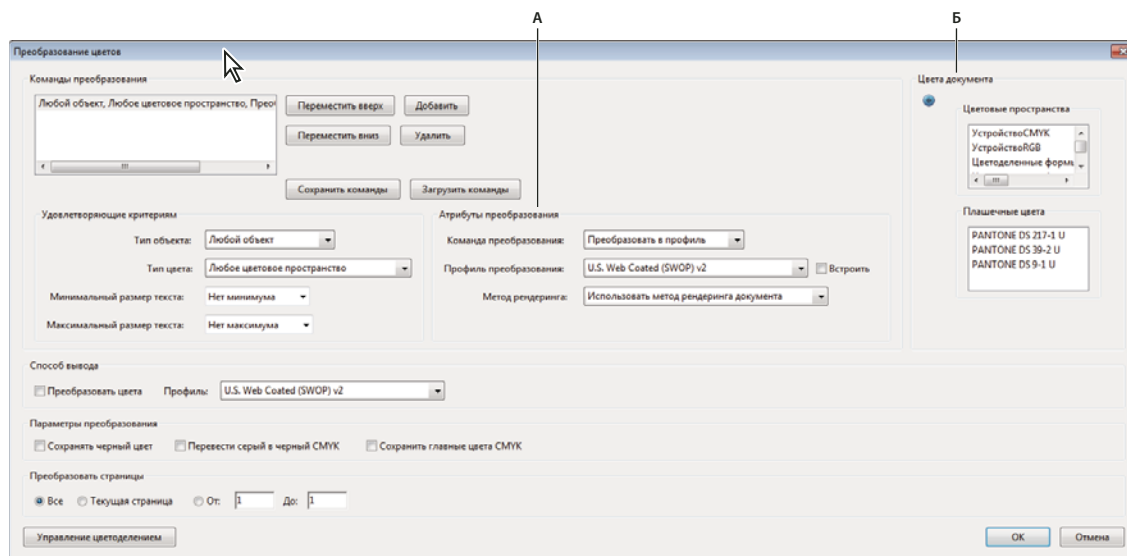 А
Б
Преобразование цветов
Команды преобразования
Любой объект, Любое цветовое пространство, Прео
Переместить вверх
Добавить
Переместить вниз
Удалить
Сохранить команды
Загрузить команды
Удовлетворяющие критериям
Тип объекта: Любой объект
Тип цвета: Любое цветовое пространство
Минимальный размер текста: Нет минимума
Максимальный размер текста: Нет максимума
Атрибуты преобразования
Команда преобразования: Преобразовать в профиль
Профиль преобразования: U.S. Web Coated (SWOP) v2 Встроить
Метод рендеринга: Использовать метод рендеринга документа
Цвета документа
Цветовые пространства
УстройствоCMYK
УстройствоRGB
Цветоделенные формы
Плашечные цвета
PANTONE DS 217-1 U
PANTONE DS 39-2 U
PANTONE DS 9-1 U
Способ вывода
Преобразовать цвета Профиль: U.S. Web Coated (SWOP) v2
Параметры преобразования
Сохранять черный цвет Перевести серый в черный CMYK Сохранить главные цвета CMYK
Преобразовать страницы
Все Текущая страница От: 1 До: 1
Управление цветоделением
OK
Отмена